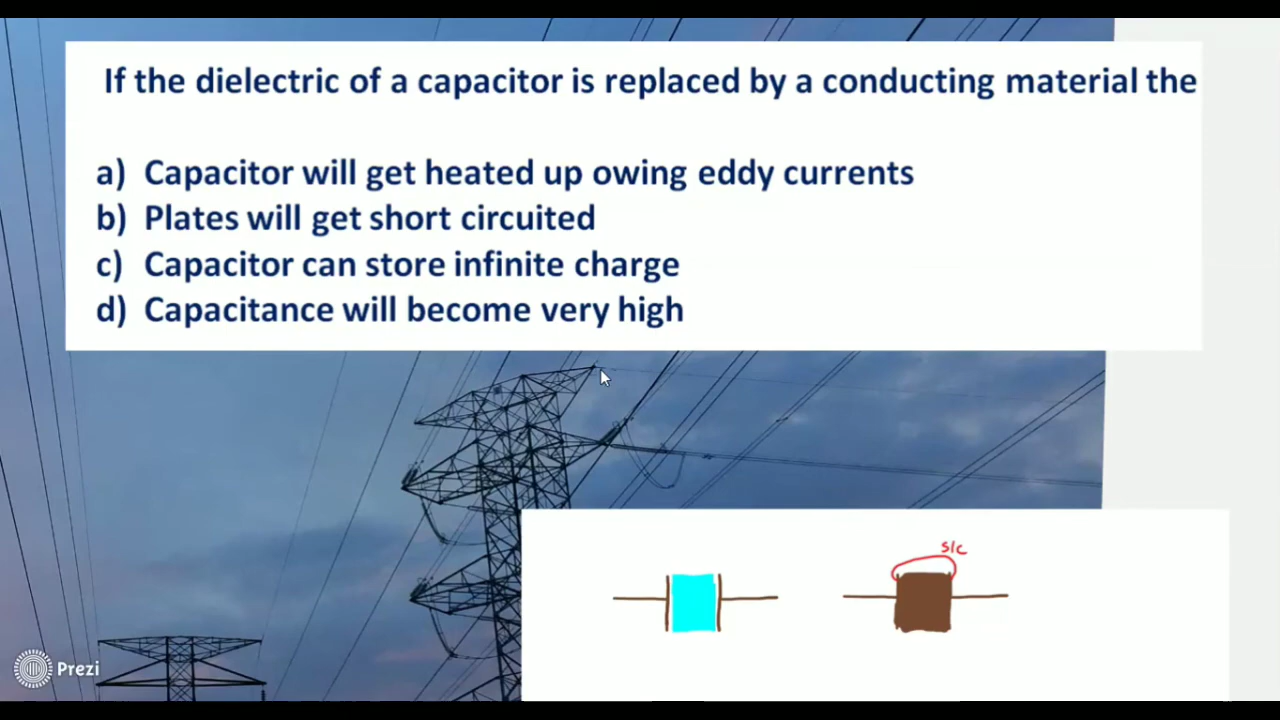 If the dielectric of a capacitor is replaced by a conducting material the
a) Capacitor will get heated up owing eddy currents
b) Plates will get short circuited
c) Capacitor can store infinite charge
d) Capacitance will become very high
s/c
Prezi